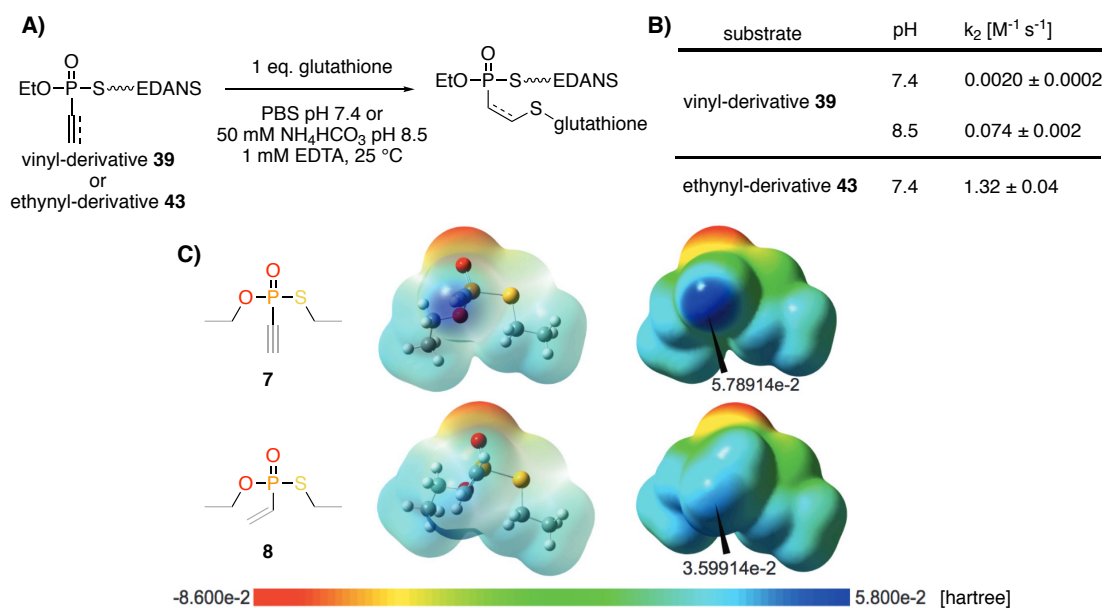 A)
O
EtO P S EDANS
vinyl-derivative 39
or
ethynyl-derivative 43
1 eq. glutathione
PBS pH 7.4 or
50 mM NH₄HCO₃ pH 8.5
1 mM EDTA, 25 °C
O
EtO P S EDANS
S
glutathione
B)
substrate pH k₂ [M⁻¹ s⁻¹]
vinyl-derivative 39
7.4 0.0020 ± 0.0002
8.5 0.074 ± 0.002
ethynyl-derivative 43 7.4 1.32 ± 0.04
C)
O
O P S
7
5.78914e-2
O
O P S
8
3.59914e-2
-8.600e-2 5.800e-2 [hartree]